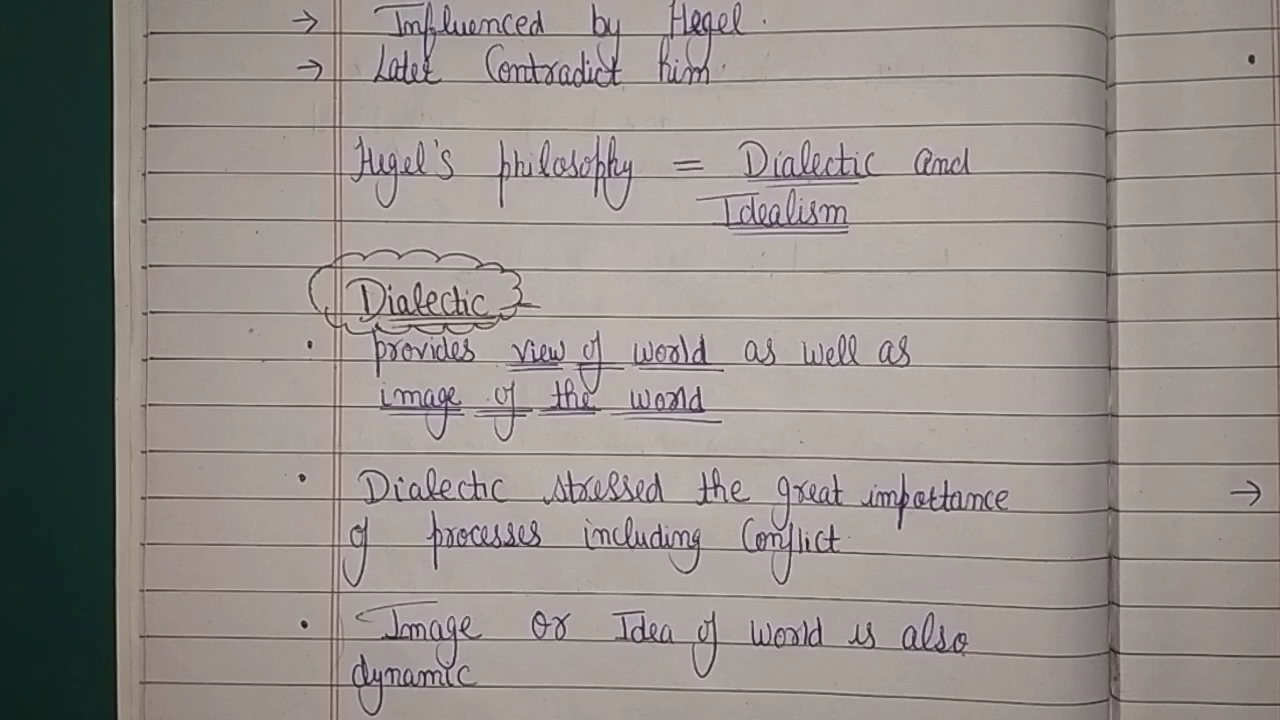 → Influenced by Hegel.
→ Later Contradict him.
Hegel's philosophy = Dialectic and
Idealism
Dialectic
• provides view of world as well as
image of the world
• Dialectic stressed the great importance
of processes including Conflict
• Image or Idea of world is also
dynamic
→